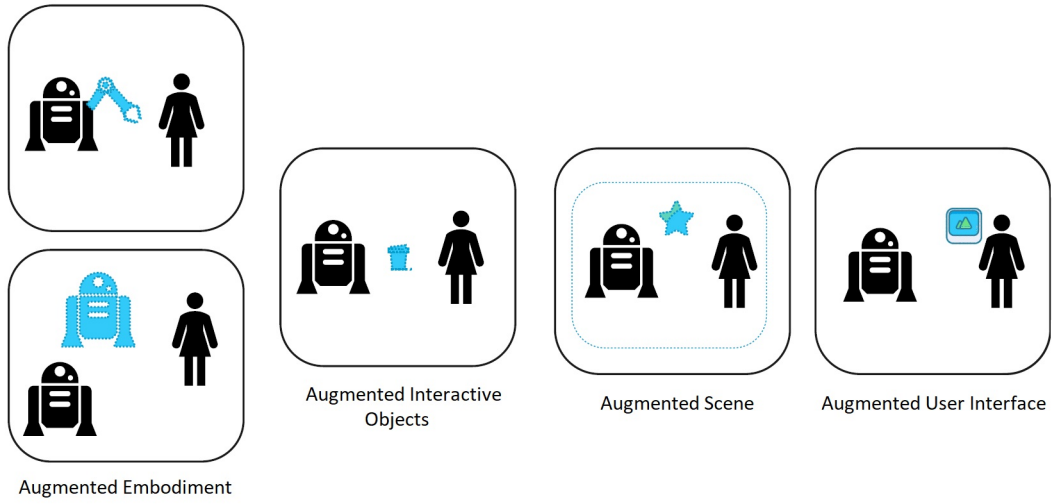 Augmented Embodiment
Augmented Interactive
Objects
Augmented Scene
Augmented User Interface